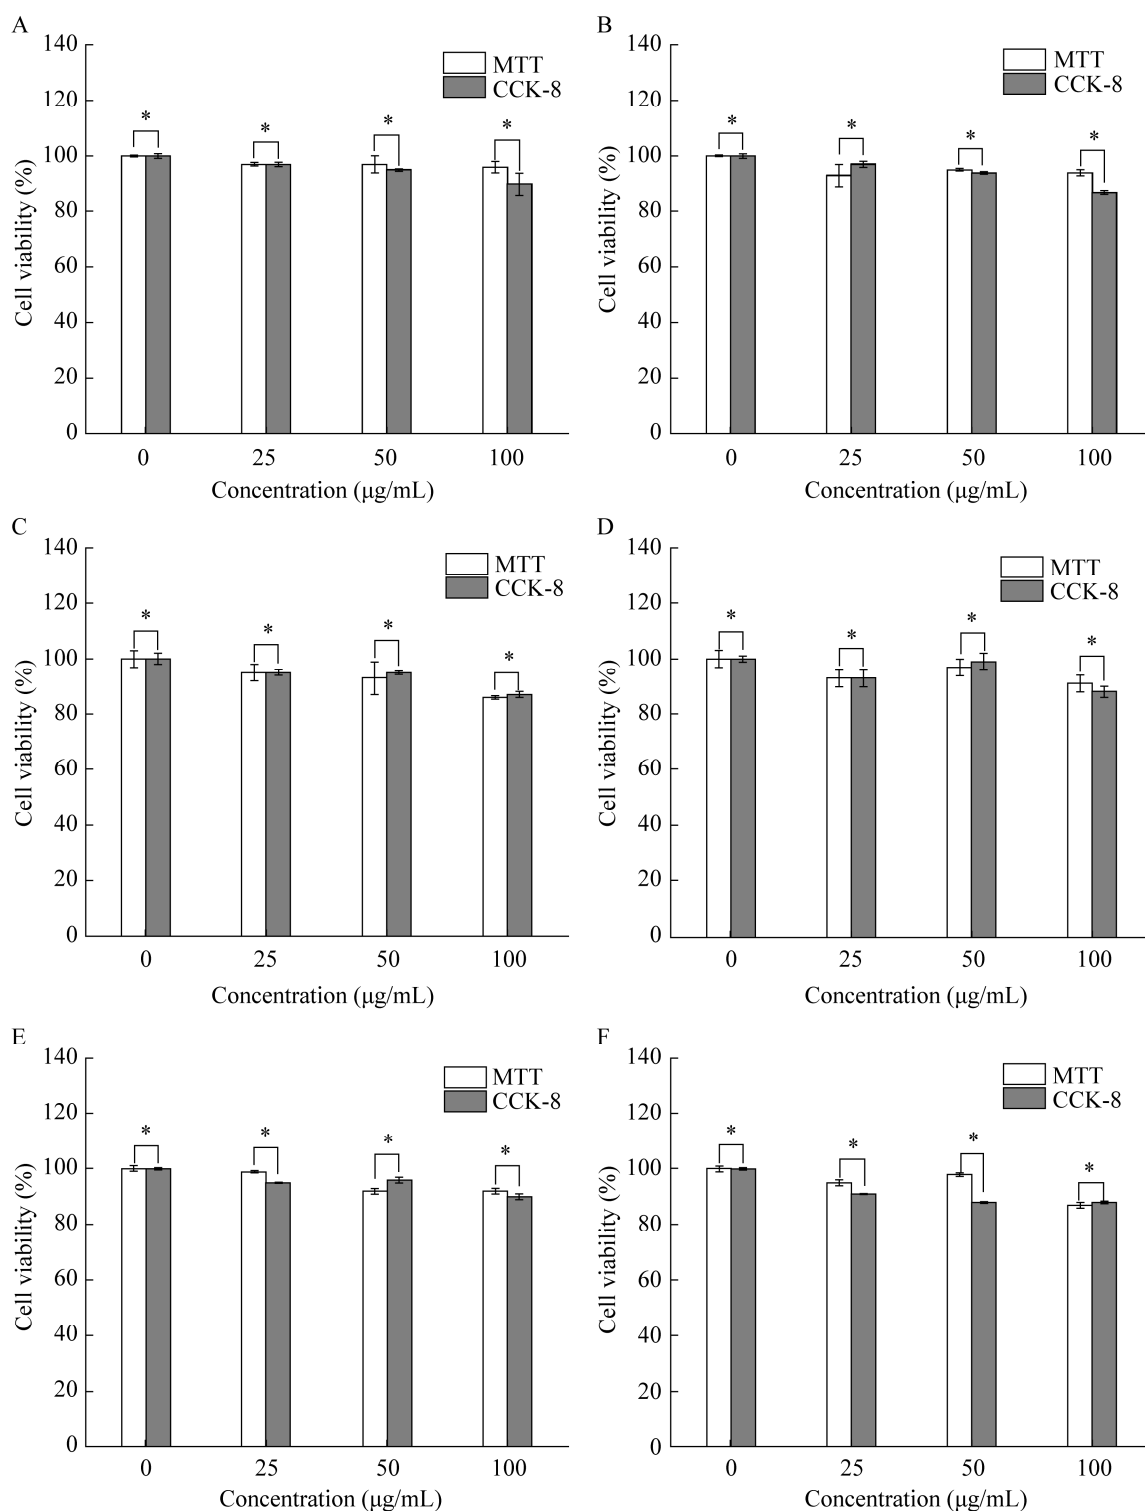 A
140
120
100
80
60
40
20
0
Cell viability (%)
MTT
CCK-8
*
*
*
*
0 25 50 100
Concentration (μg/mL)
B
140
120
100
80
60
40
20
0
Cell viability (%)
MTT
CCK-8
*
*
*
*
0 25 50 100
Concentration (μg/mL)
C
140
120
100
80
60
40
20
0
Cell viability (%)
MTT
CCK-8
*
*
*
*
0 25 50 100
Concentration (μg/mL)
D
140
120
100
80
60
40
20
0
Cell viability (%)
MTT
CCK-8
*
*
*
*
0 25 50 100
Concentration (μg/mL)
E
140
120
100
80
60
40
20
0
Cell viability (%)
MTT
CCK-8
*
*
*
*
0 25 50 100
Concentration (μg/mL)
F
140
120
100
80
60
40
20
0
Cell viability (%)
MTT
CCK-8
*
*
*
*
0 25 50 100
Concentration (μg/mL)